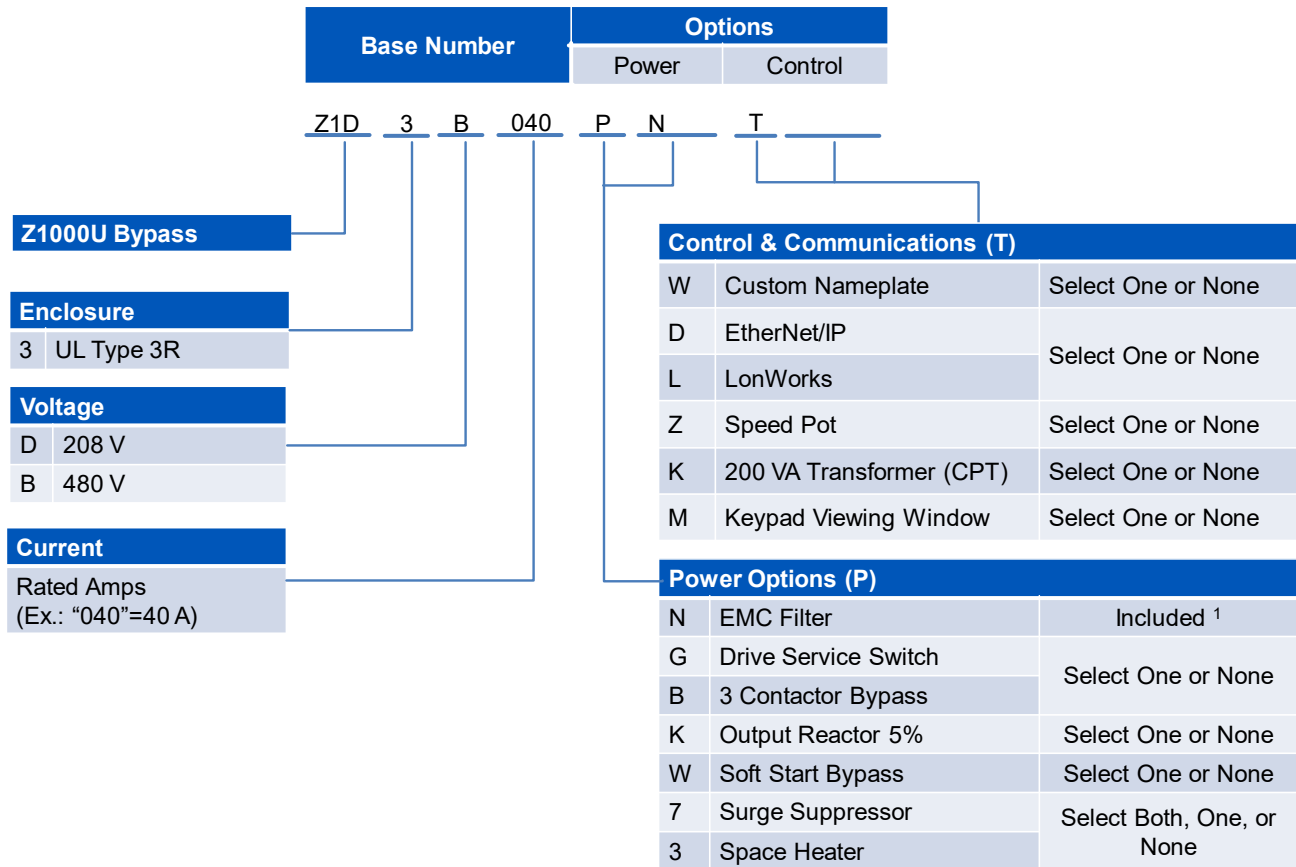 Base Number
Options
Power Control
Z1D 3 B 040 P N T
Z1000U Bypass
Enclosure
3 UL Type 3R
Voltage
D 208 V
B 480 V
Current
Rated Amps
(Ex.: “040”=40 A)
Control & Communications (T)
W Custom Nameplate Select One or None
D EtherNet/IP
Select One or None
L LonWorks
Z Speed Pot Select One or None
K 200 VA Transformer (CPT) Select One or None
M Keypad Viewing Window Select One or None
Power Options (P)
N EMC Filter Included 1
G Drive Service Switch
Select One or None
B 3 Contactor Bypass
K Output Reactor 5% Select One or None
W Soft Start Bypass Select One or None
7 Surge Suppressor
Select Both, One, or
None
3 Space Heater